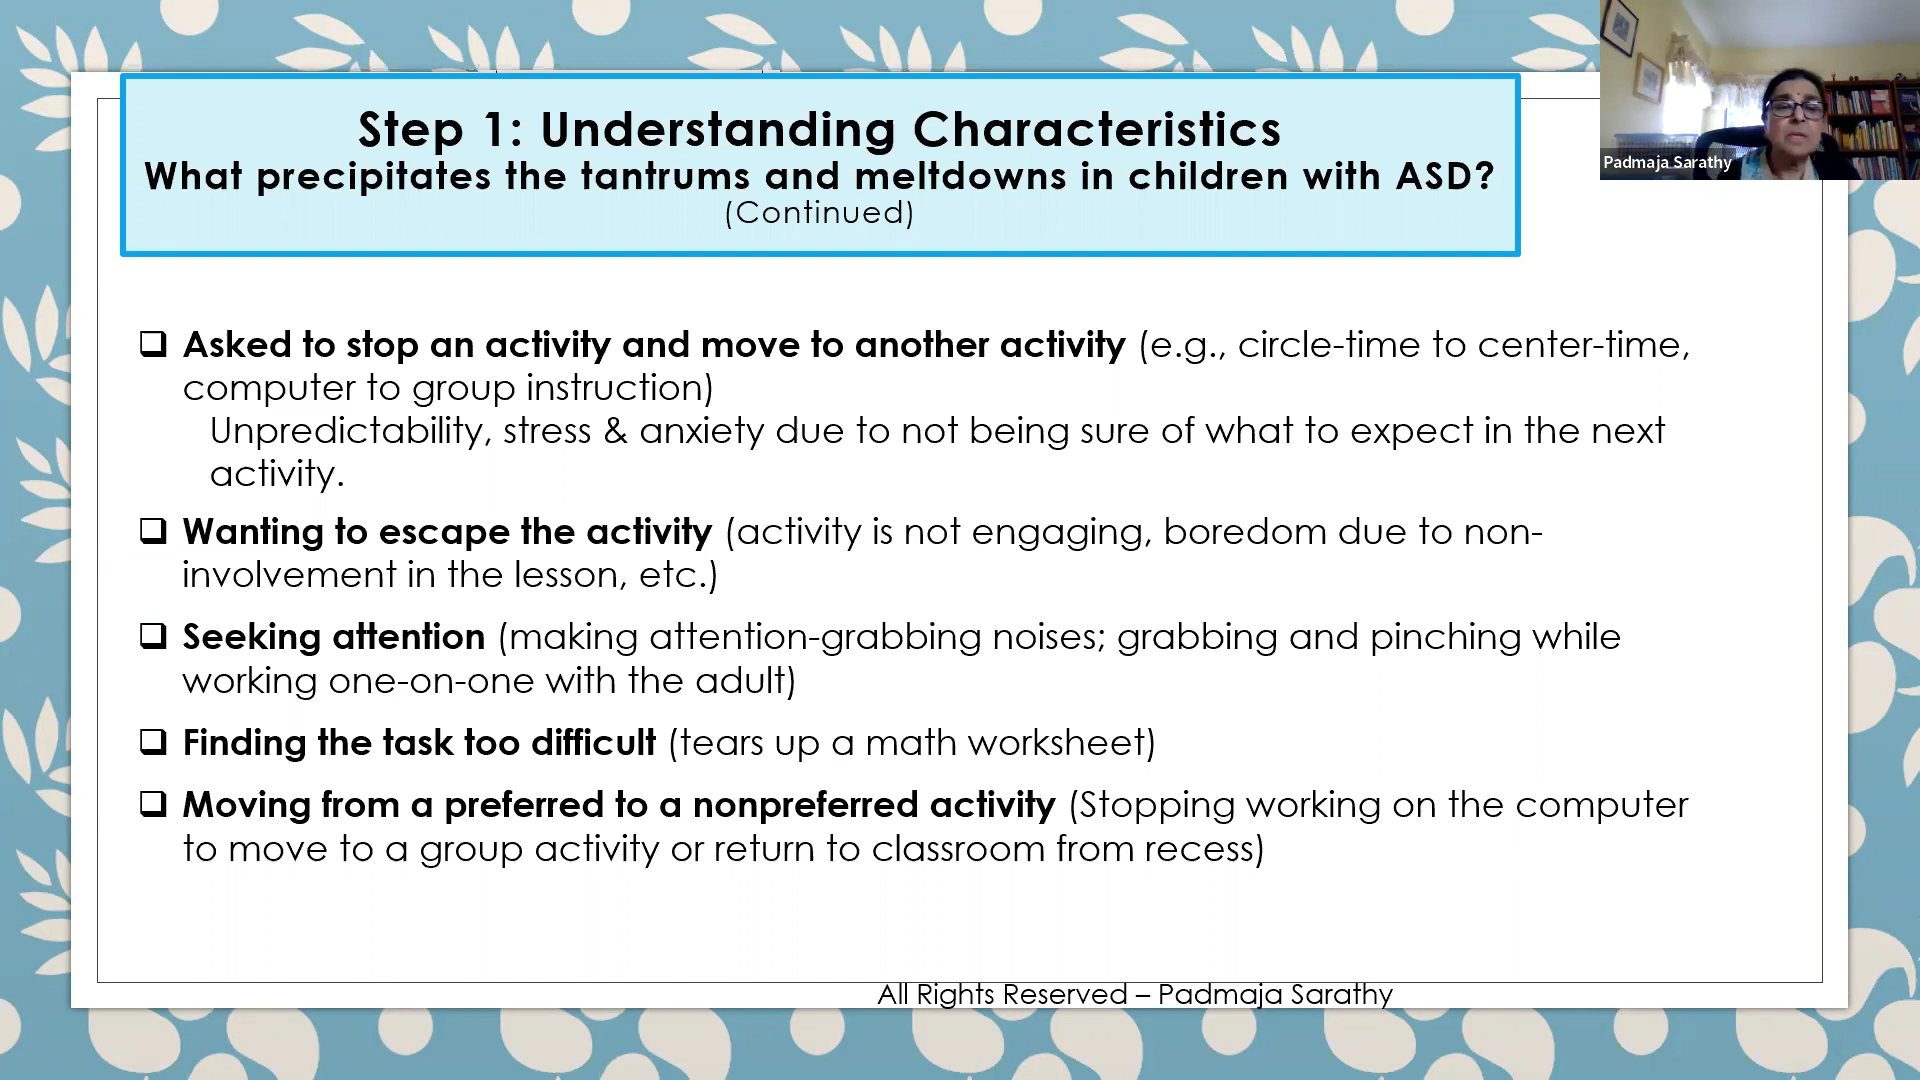 Step 1: Understanding Characteristics
What precipitates the tantrums and meltdowns in children with ASD?
(Continued)
Padmaja Sarathy
❑ Asked to stop an activity and move to another activity (e.g., circle-time to center-time,
computer to group instruction)
Unpredictability, stress & anxiety due to not being sure of what to expect in the next
activity.
❑ Wanting to escape the activity (activity is not engaging, boredom due to non-
involvement in the lesson, etc.)
❑ Seeking attention (making attention-grabbing noises; grabbing and pinching while
working one-on-one with the adult)
❑ Finding the task too difficult (tears up a math worksheet)
❑ Moving from a preferred to a nonpreferred activity (Stopping working on the computer
to move to a group activity or return to classroom from recess)
All Rights Reserved – Padmaja Sarathy